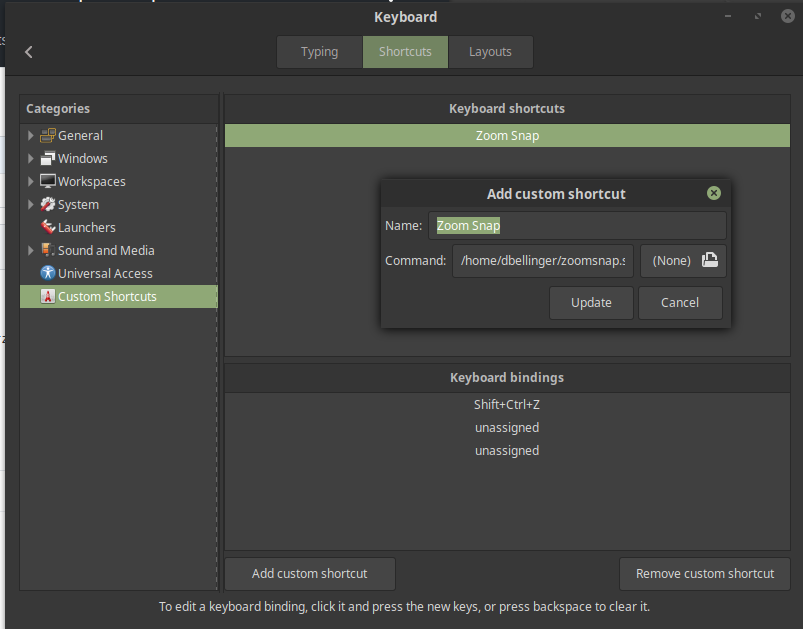 Keyboard
Typing Shortcuts Layouts
Categories
General
Windows
Workspaces
System
Launchers
Sound and Media
Universal Access
Custom Shortcuts
Keyboard shortcuts
Zoom Snap
Add custom shortcut
Name: Zoom Snap
Command: /home/dbellinger/zoomsnap.s (None)
Update Cancel
Keyboard bindings
Shift+Ctrl+Z
unassigned
unassigned
Add custom shortcut Remove custom shortcut
To edit a keyboard binding, click it and press the new keys, or press backspace to clear it.